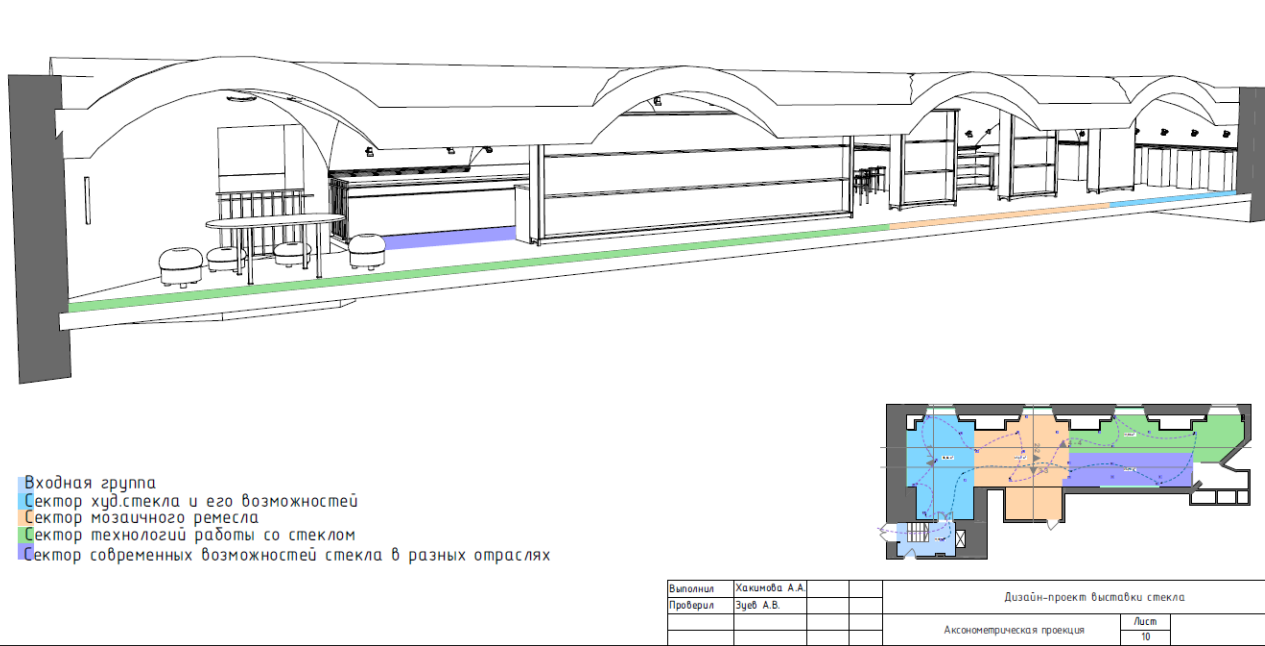 Входная группа
Сектор худ.стекла и его возможностей
Сектор мозаичного ремесла
Сектор технологий работы со стеклом
Сектор современных возможностей стекла в разных отраслях
Выполнил Хакимова А.А. Дизайн-проект выставки стекла
Проверил Зуев А.В.
Аксонометрическая проекция Лист
10